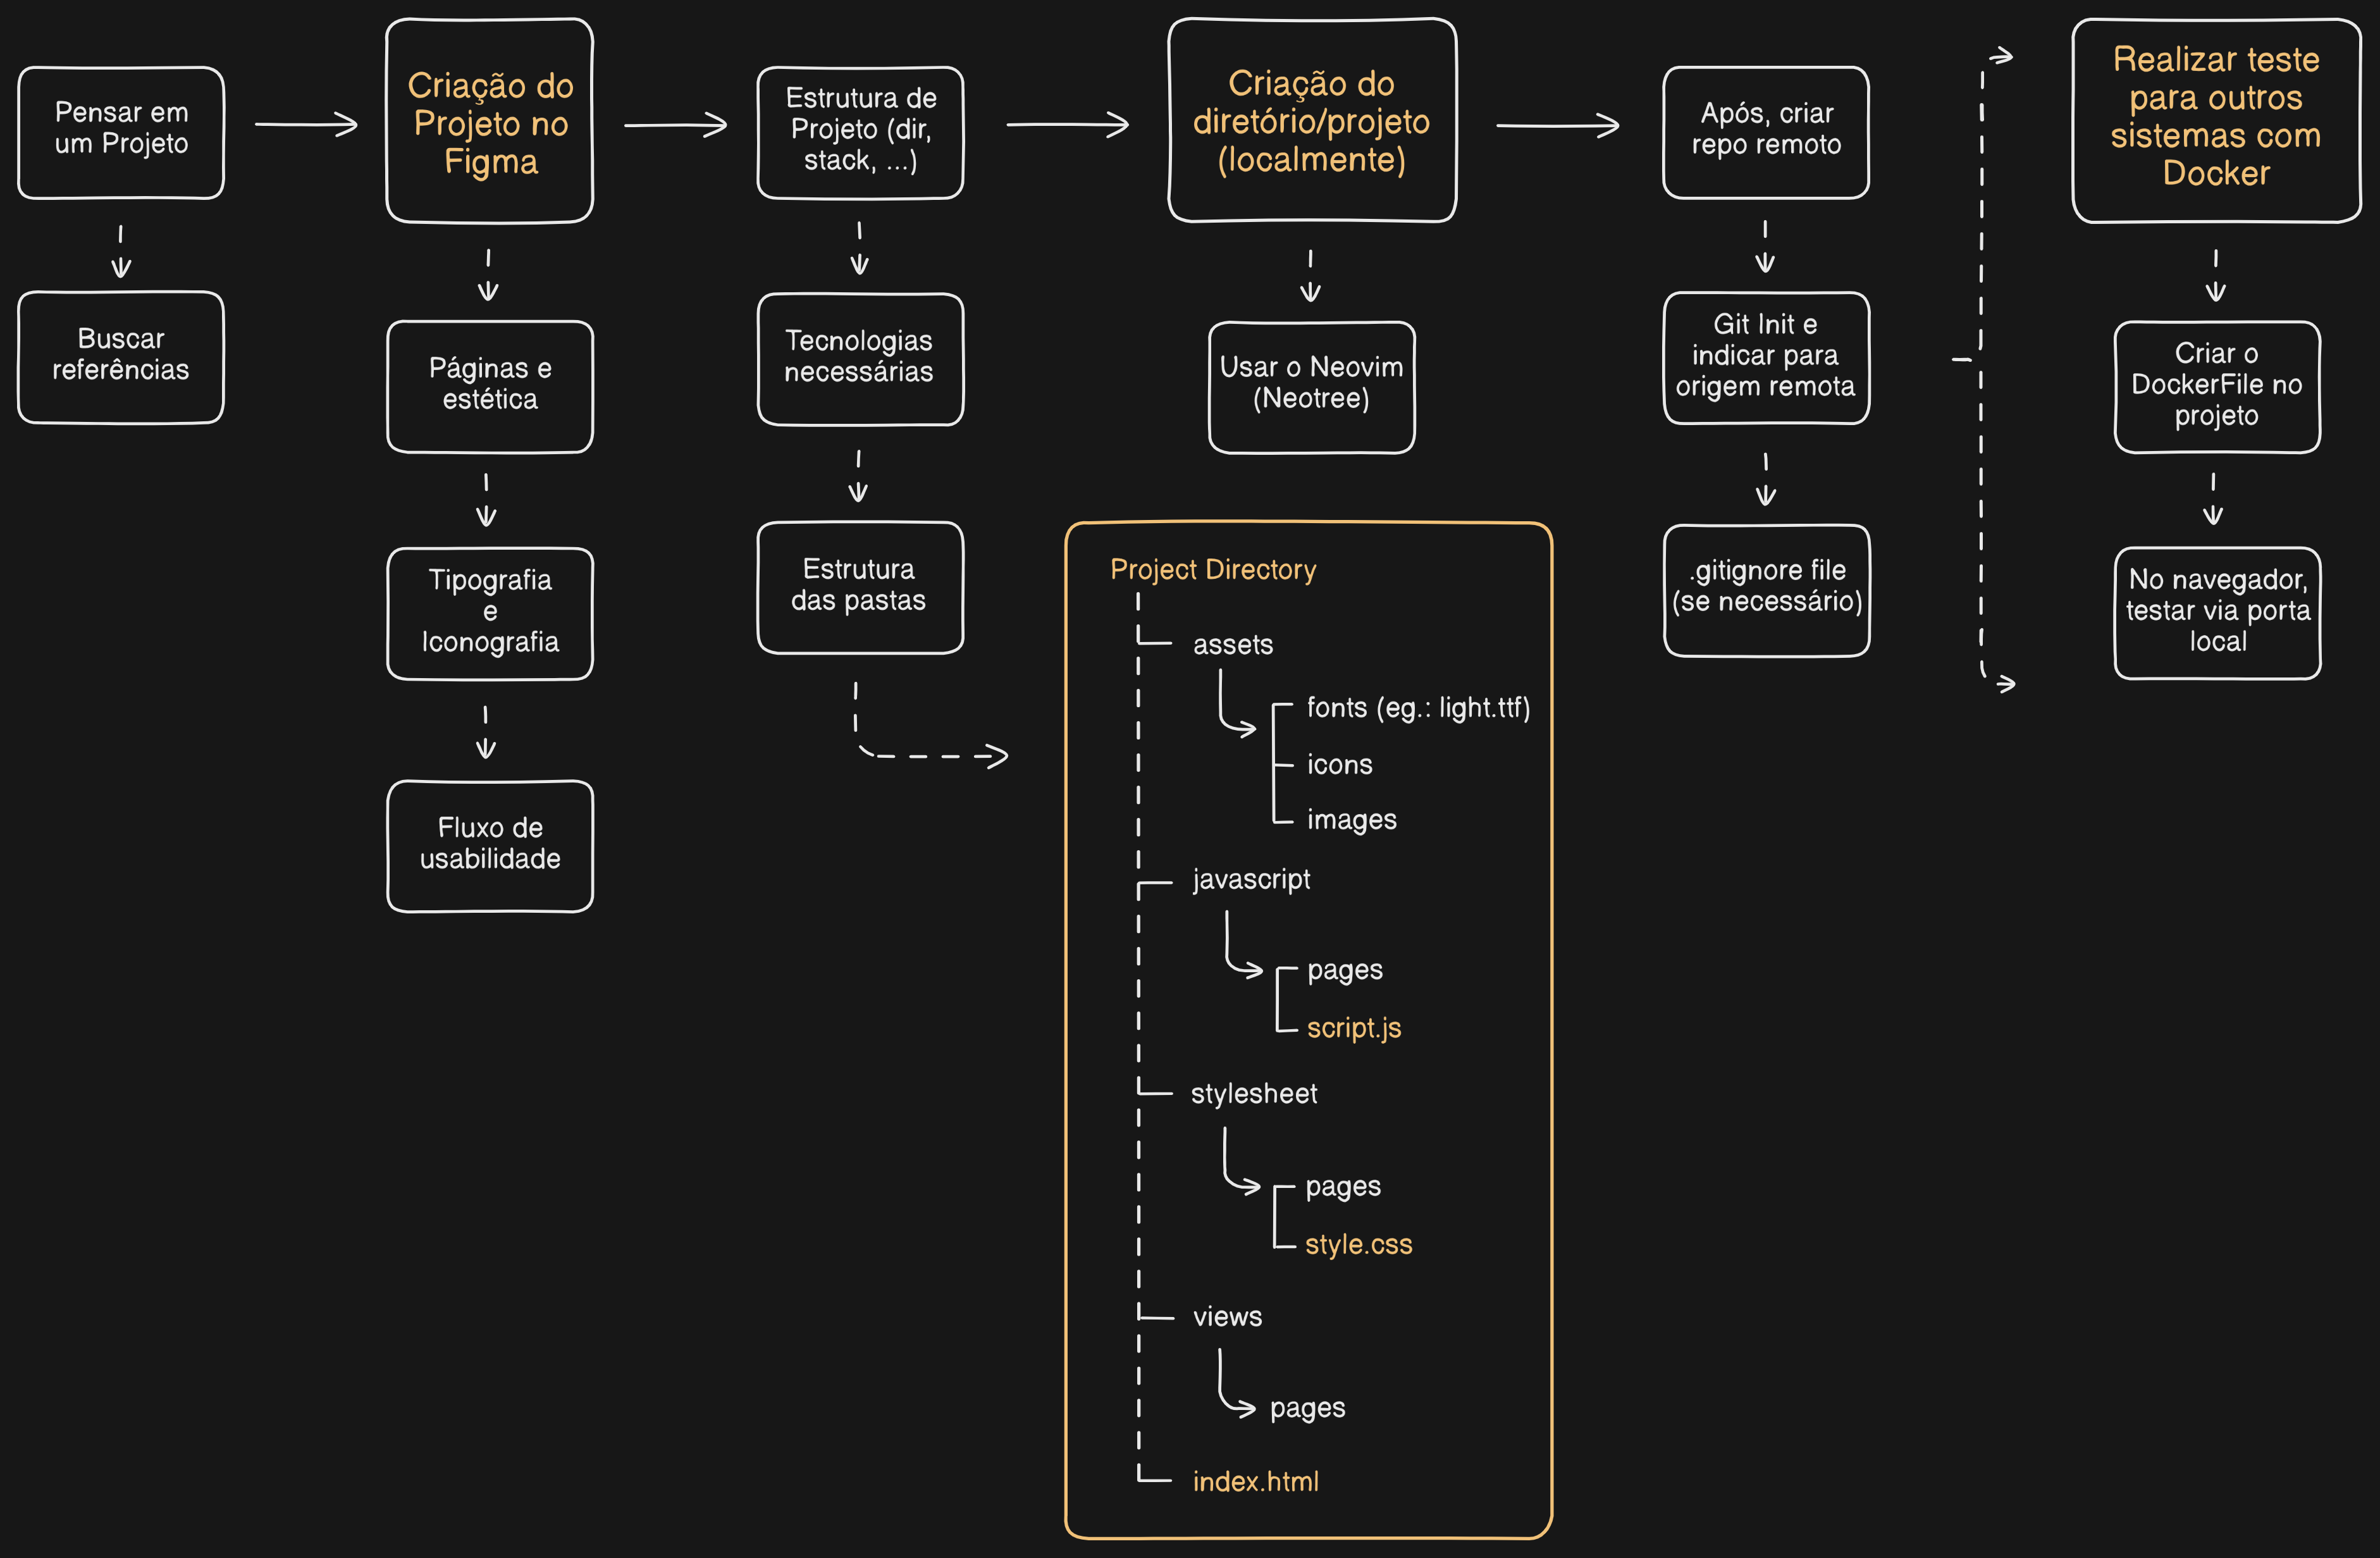 Pensar em
um Projeto
Buscar
referências
Criação do
Projeto no
Figma
Páginas e
estética
Tipografia
e
Iconografia
Fluxo de
usabilidade
Estrutura de
Projeto (dir,
stack, ...)
Tecnologias
necessárias
Estrutura
das pastas
Criação do
diretório/projeto
(localmente)
Usar o Neovim
(Neotree)
Project Directory
assets
fonts (eg.: light.ttf)
icons
images
javascript
pages
script.js
stylesheet
pages
style.css
views
pages
index.html
Após, criar
repo remoto
Git Init e
indicar para
origem remota
.gitignore file
(se necessário)
Realizar teste
para outros
sistemas com
Docker
Criar o
DockerFile no
projeto
No navegador,
testar via porta
local